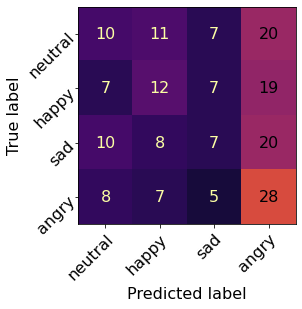 True label
neutral 10 11 7 20
happy 7 12 7 19
sad 10 8 7 20
angry 8 7 5 28
neutral happy sad angry
Predicted label